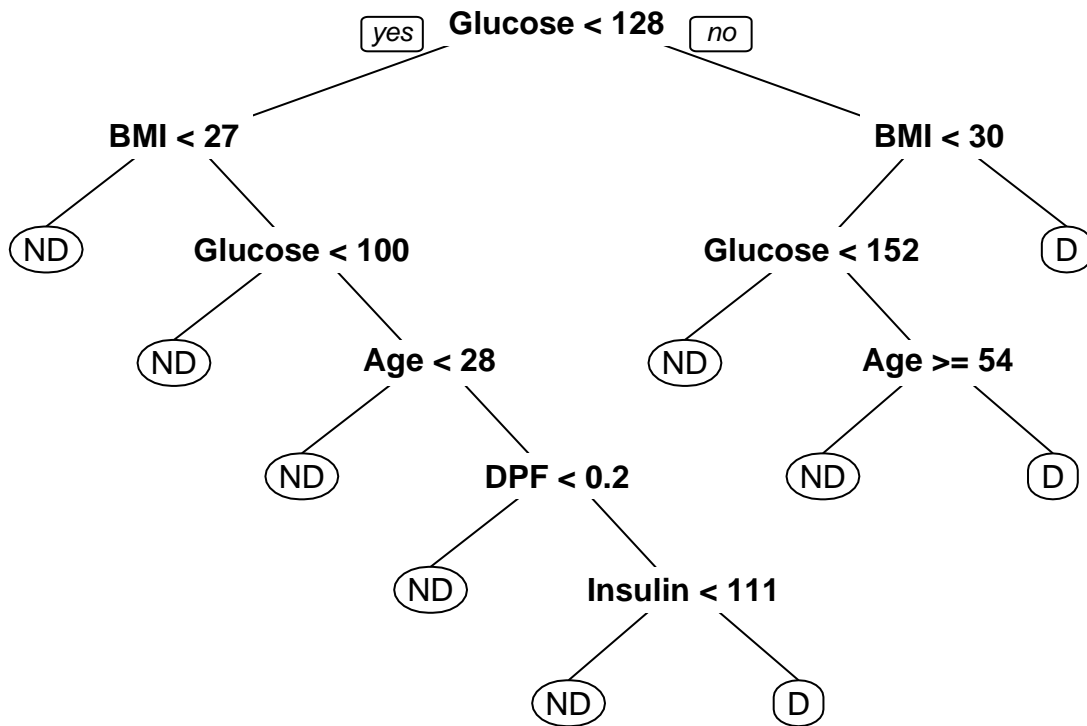 yes Glucose < 128 no
BMI < 27 BMI < 30
ND Glucose < 100 Glucose < 152 D
ND Age < 28 ND Age >= 54
ND DPF < 0.2 ND D
ND Insulin < 111
ND D